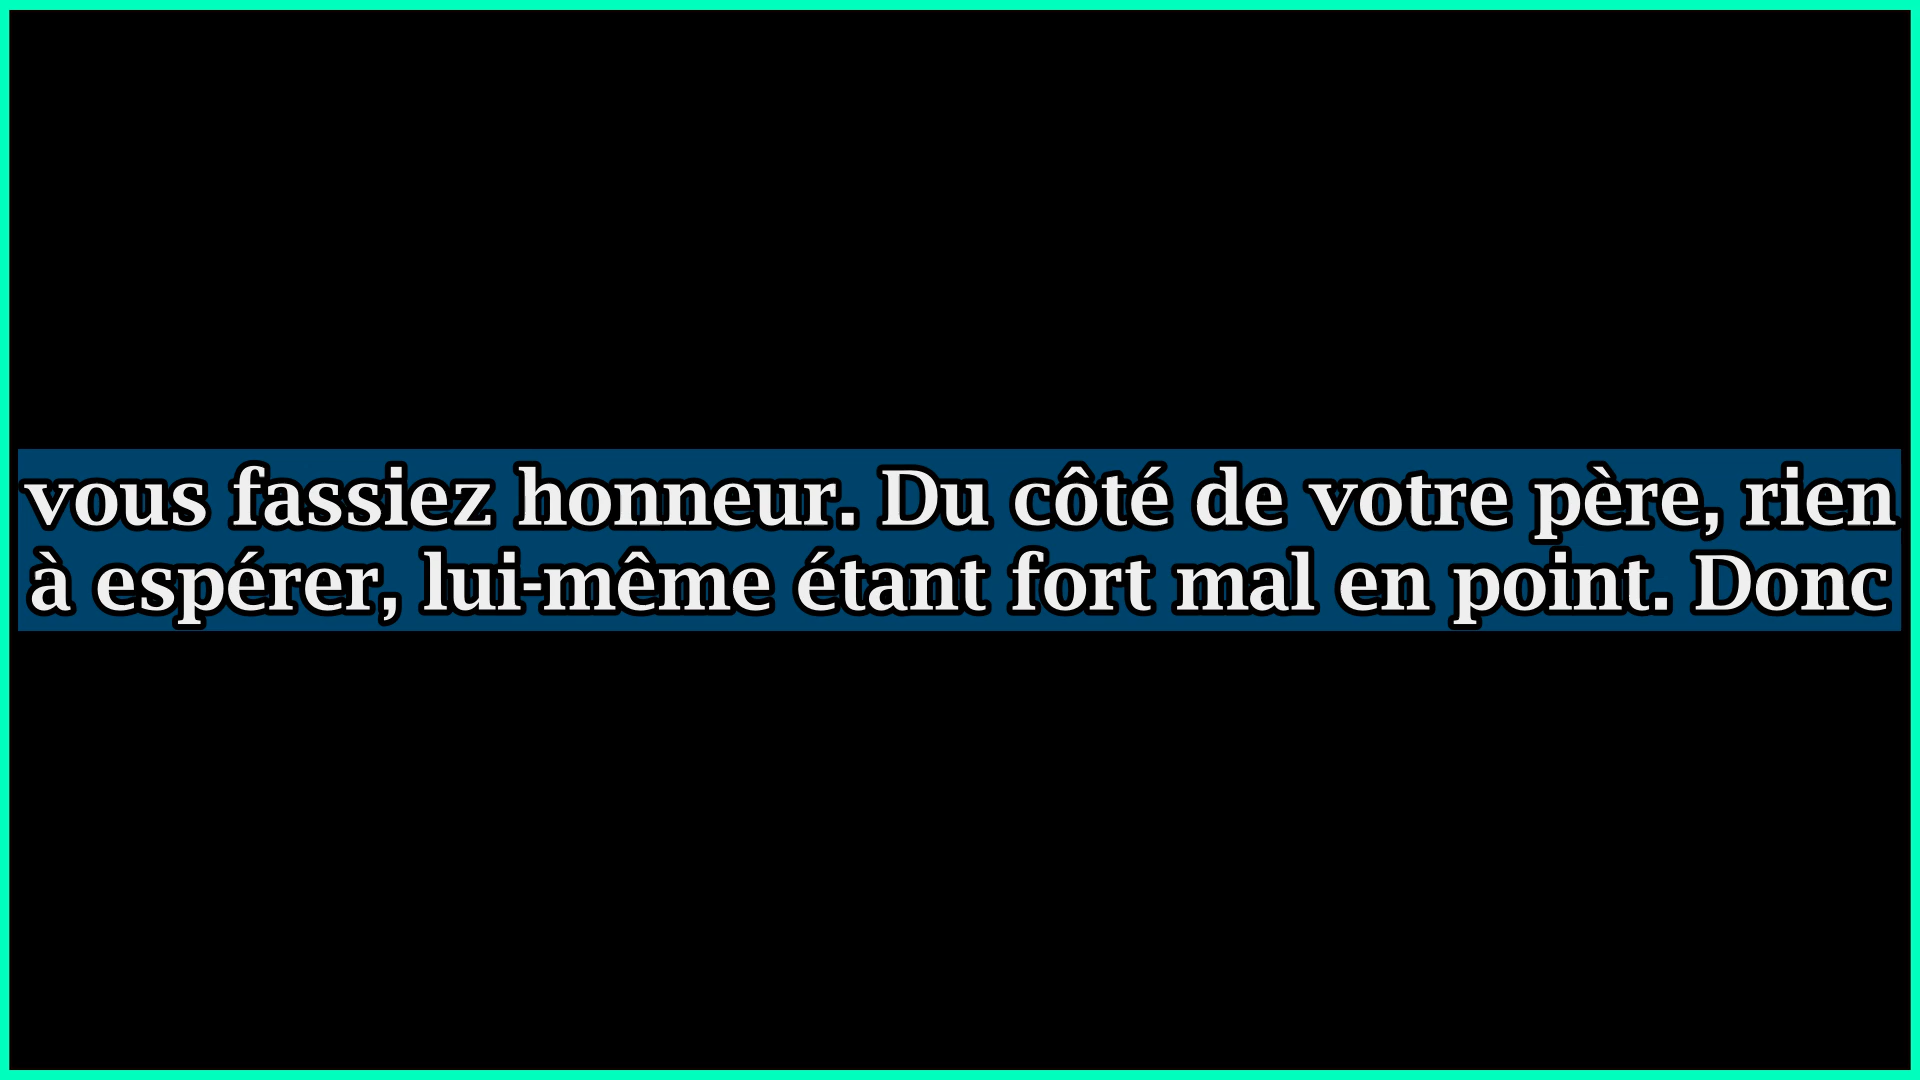 vous fassiez honneur. Du côté de votre père, rien
à espérer, lui-même étant fort mal en point. Donc